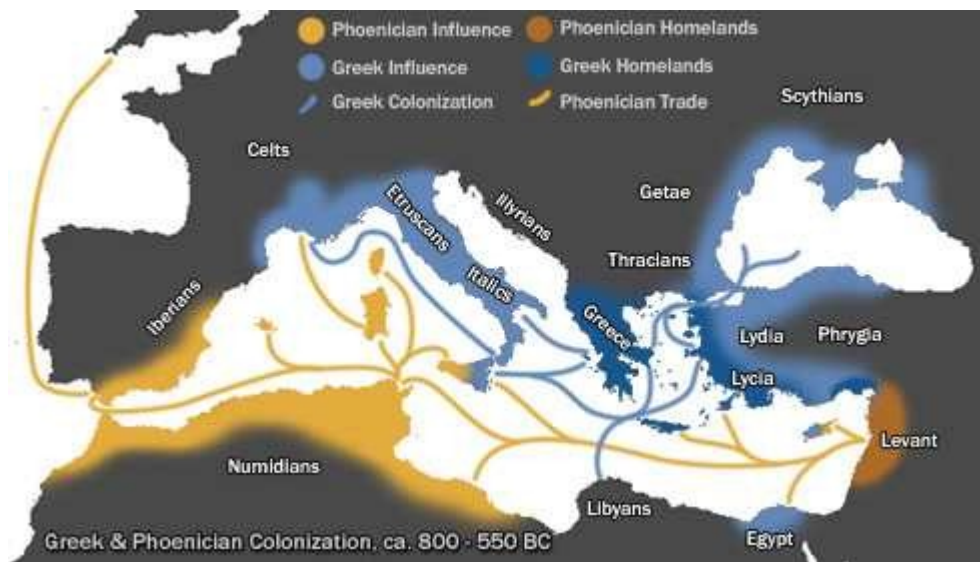 Phoenician Influence
Phoenician Homelands
Greek Influence
Greek Homelands
Greek Colonization
Phoenician Trade
Scythians
Celts
Getae
Etruscans
Illyrians
Thracians
Italics
Iberians
Greece
Lydia
Phrygia
Lycia
Levant
Numidians
Libyans
Egypt
Greek & Phoenician Colonization, ca. 800 - 550 BC